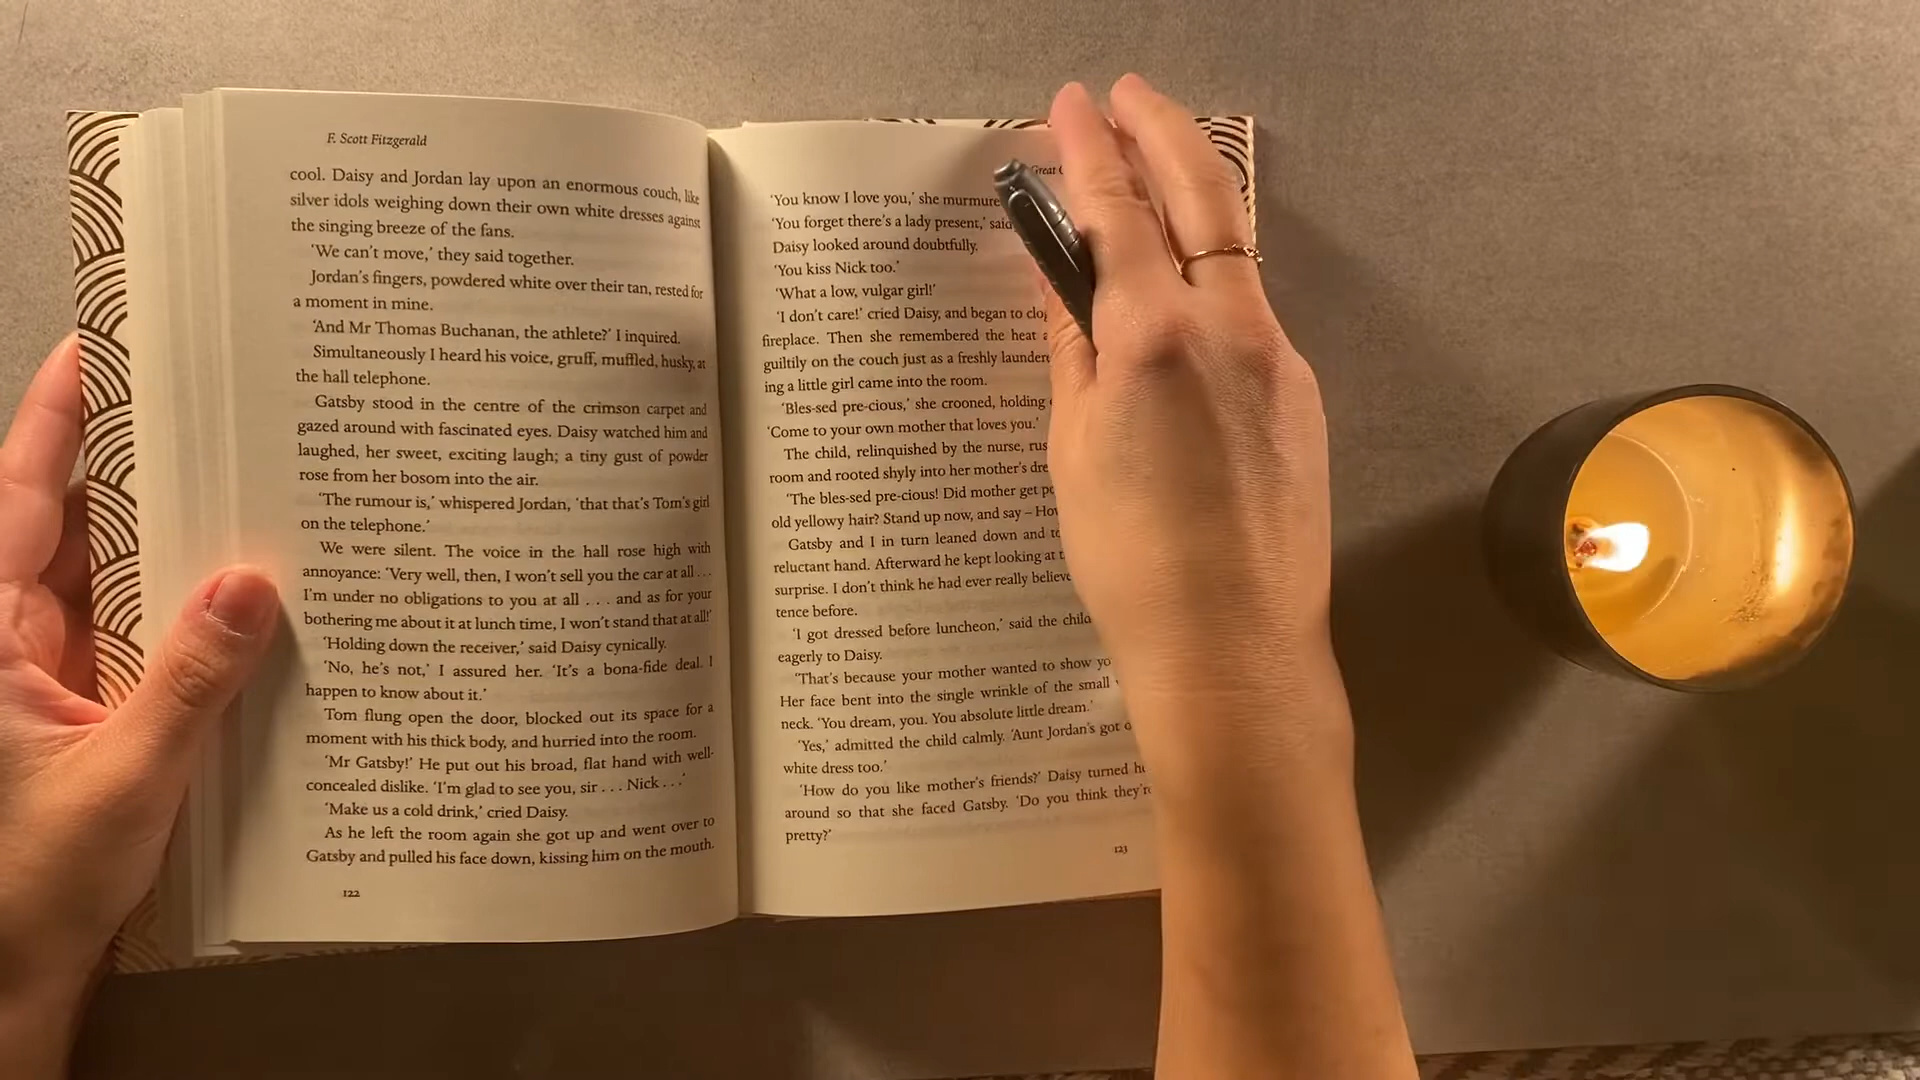 F. Scott Fitzgerald
cool. Daisy and Jordan lay upon an enormous couch, like
silver idols weighing down their own white dresses against
the singing breeze of the fans.
‘We can’t move,’ they said together.
Jordan’s fingers, powdered white over their tan, rested for
a moment in mine.
‘And Mr Thomas Buchanan, the athlete?’ I inquired.
Simultaneously I heard his voice, gruff, muffled, husky, at
the hall telephone.
Gatsby stood in the centre of the crimson carpet and
gazed around with fascinated eyes. Daisy watched him and
laughed, her sweet, exciting laugh; a tiny gust of powder
rose from her bosom into the air.
‘The rumour is,’ whispered Jordan, ‘that that’s Tom’s girl
on the telephone.’
We were silent. The voice in the hall rose high with
annoyance: ‘Very well, then, I won’t sell you the car at all . . .
I’m under no obligations to you at all . . . and as for your
bothering me about it at lunch time, I won’t stand that at all!’
‘Holding down the receiver,’ said Daisy cynically.
‘No, he’s not,’ I assured her. ‘It’s a bona-fide deal. I
happen to know about it.’
Tom flung open the door, blocked out its space for a
moment with his thick body, and hurried into the room.
‘Mr Gatsby!’ He put out his broad, flat hand with well-
concealed dislike. ‘I’m glad to see you, sir . . . Nick . . .’
‘Make us a cold drink,’ cried Daisy.
As he left the room again she got up and went over to
Gatsby and pulled his face down, kissing him on the mouth.
122
Great
‘You know I love you,’ she
‘You forget there’s a lady present,’ said
Daisy looked around doubtfully.
‘You kiss Nick too.’
‘What a low, vulgar girl!’
‘I don’t care!’ cried Daisy, and began to
fireplace. Then she remembered the heat
guiltily on the couch just as a freshly
ing a little girl came into the room.
‘Bles-sed pre-cious,’ she crooned, holding
‘Come to your own mother that loves you.’
The child, relinquished by the nurse,
room and rooted shyly into her mother’s
‘The bles-sed pre-cious! Did mother get
old yellowy hair? Stand up now, and say –
Gatsby and I in turn leaned down and
reluctant hand. Afterward he kept looking at
surprise. I don’t think he had ever really
tence before.
‘I got dressed before luncheon,’ said the child
eagerly to Daisy.
‘That’s because your mother wanted to show
Her face bent into the single wrinkle of the small
neck. ‘You dream, you. You absolute little dream.’
‘Yes,’ admitted the child calmly. ‘Aunt Jordan’s got
white dress too.’
‘How do you like mother’s friends?’ Daisy turned
around so that she faced Gatsby. ‘Do you think they’re
pretty?’
123